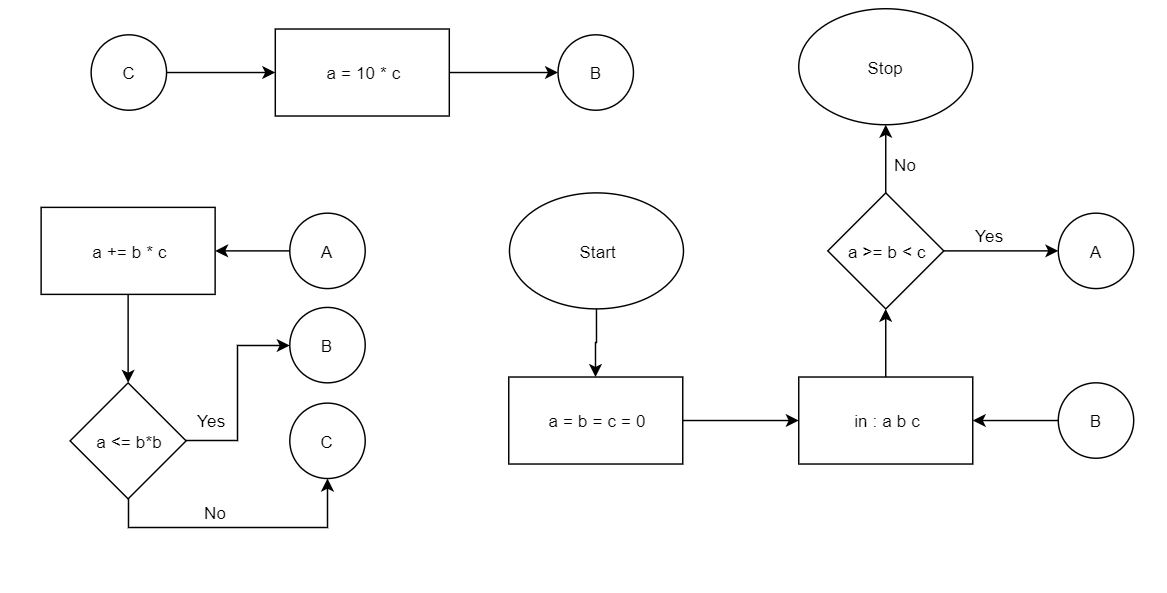 C
a = 10 * c
B
Stop
No
a += b * c
A
Start
a >= b < c
Yes
A
B
a <= b*b
Yes
C
No
a = b = c = 0
in : a b c
B